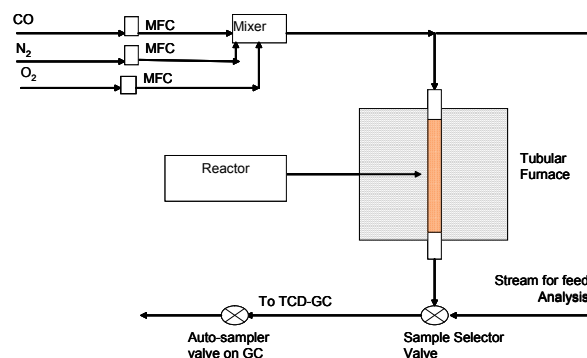 CO
MFC
Mixer
N2
MFC
O2
MFC
Reactor
Tubular
Furnace
Stream for feed
Analysis
To TCD-GC
Auto-sampler
valve on GC
Sample Selector
Valve